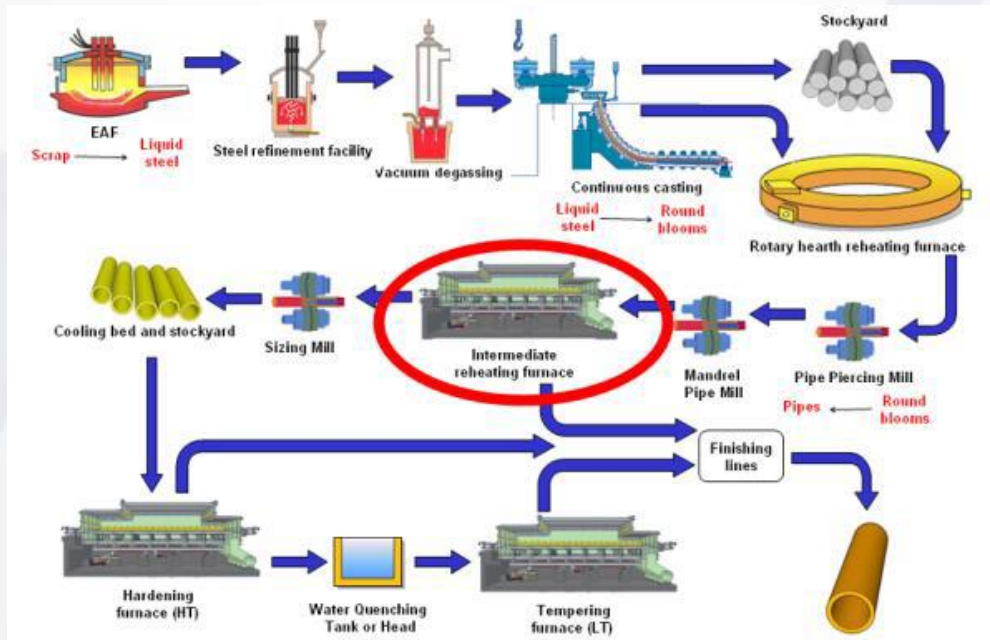 Stockyard
EAF
Scrap
Liquid
steel
Steel refinement facility
Vacuum degassing
Continuous casting
Liquid
steel
Round
blooms
Rotary hearth reheating furnace
Cooling bed and stockyard
Sizing Mill
Intermediate
reheating furnace
Mandrel
Pipe Mill
Pipe Piercing Mill
Pipes
Round
blooms
Finishing
lines
Hardening
furnace (HT)
Water Quenching
Tank or Head
Tempering
furnace (LT)